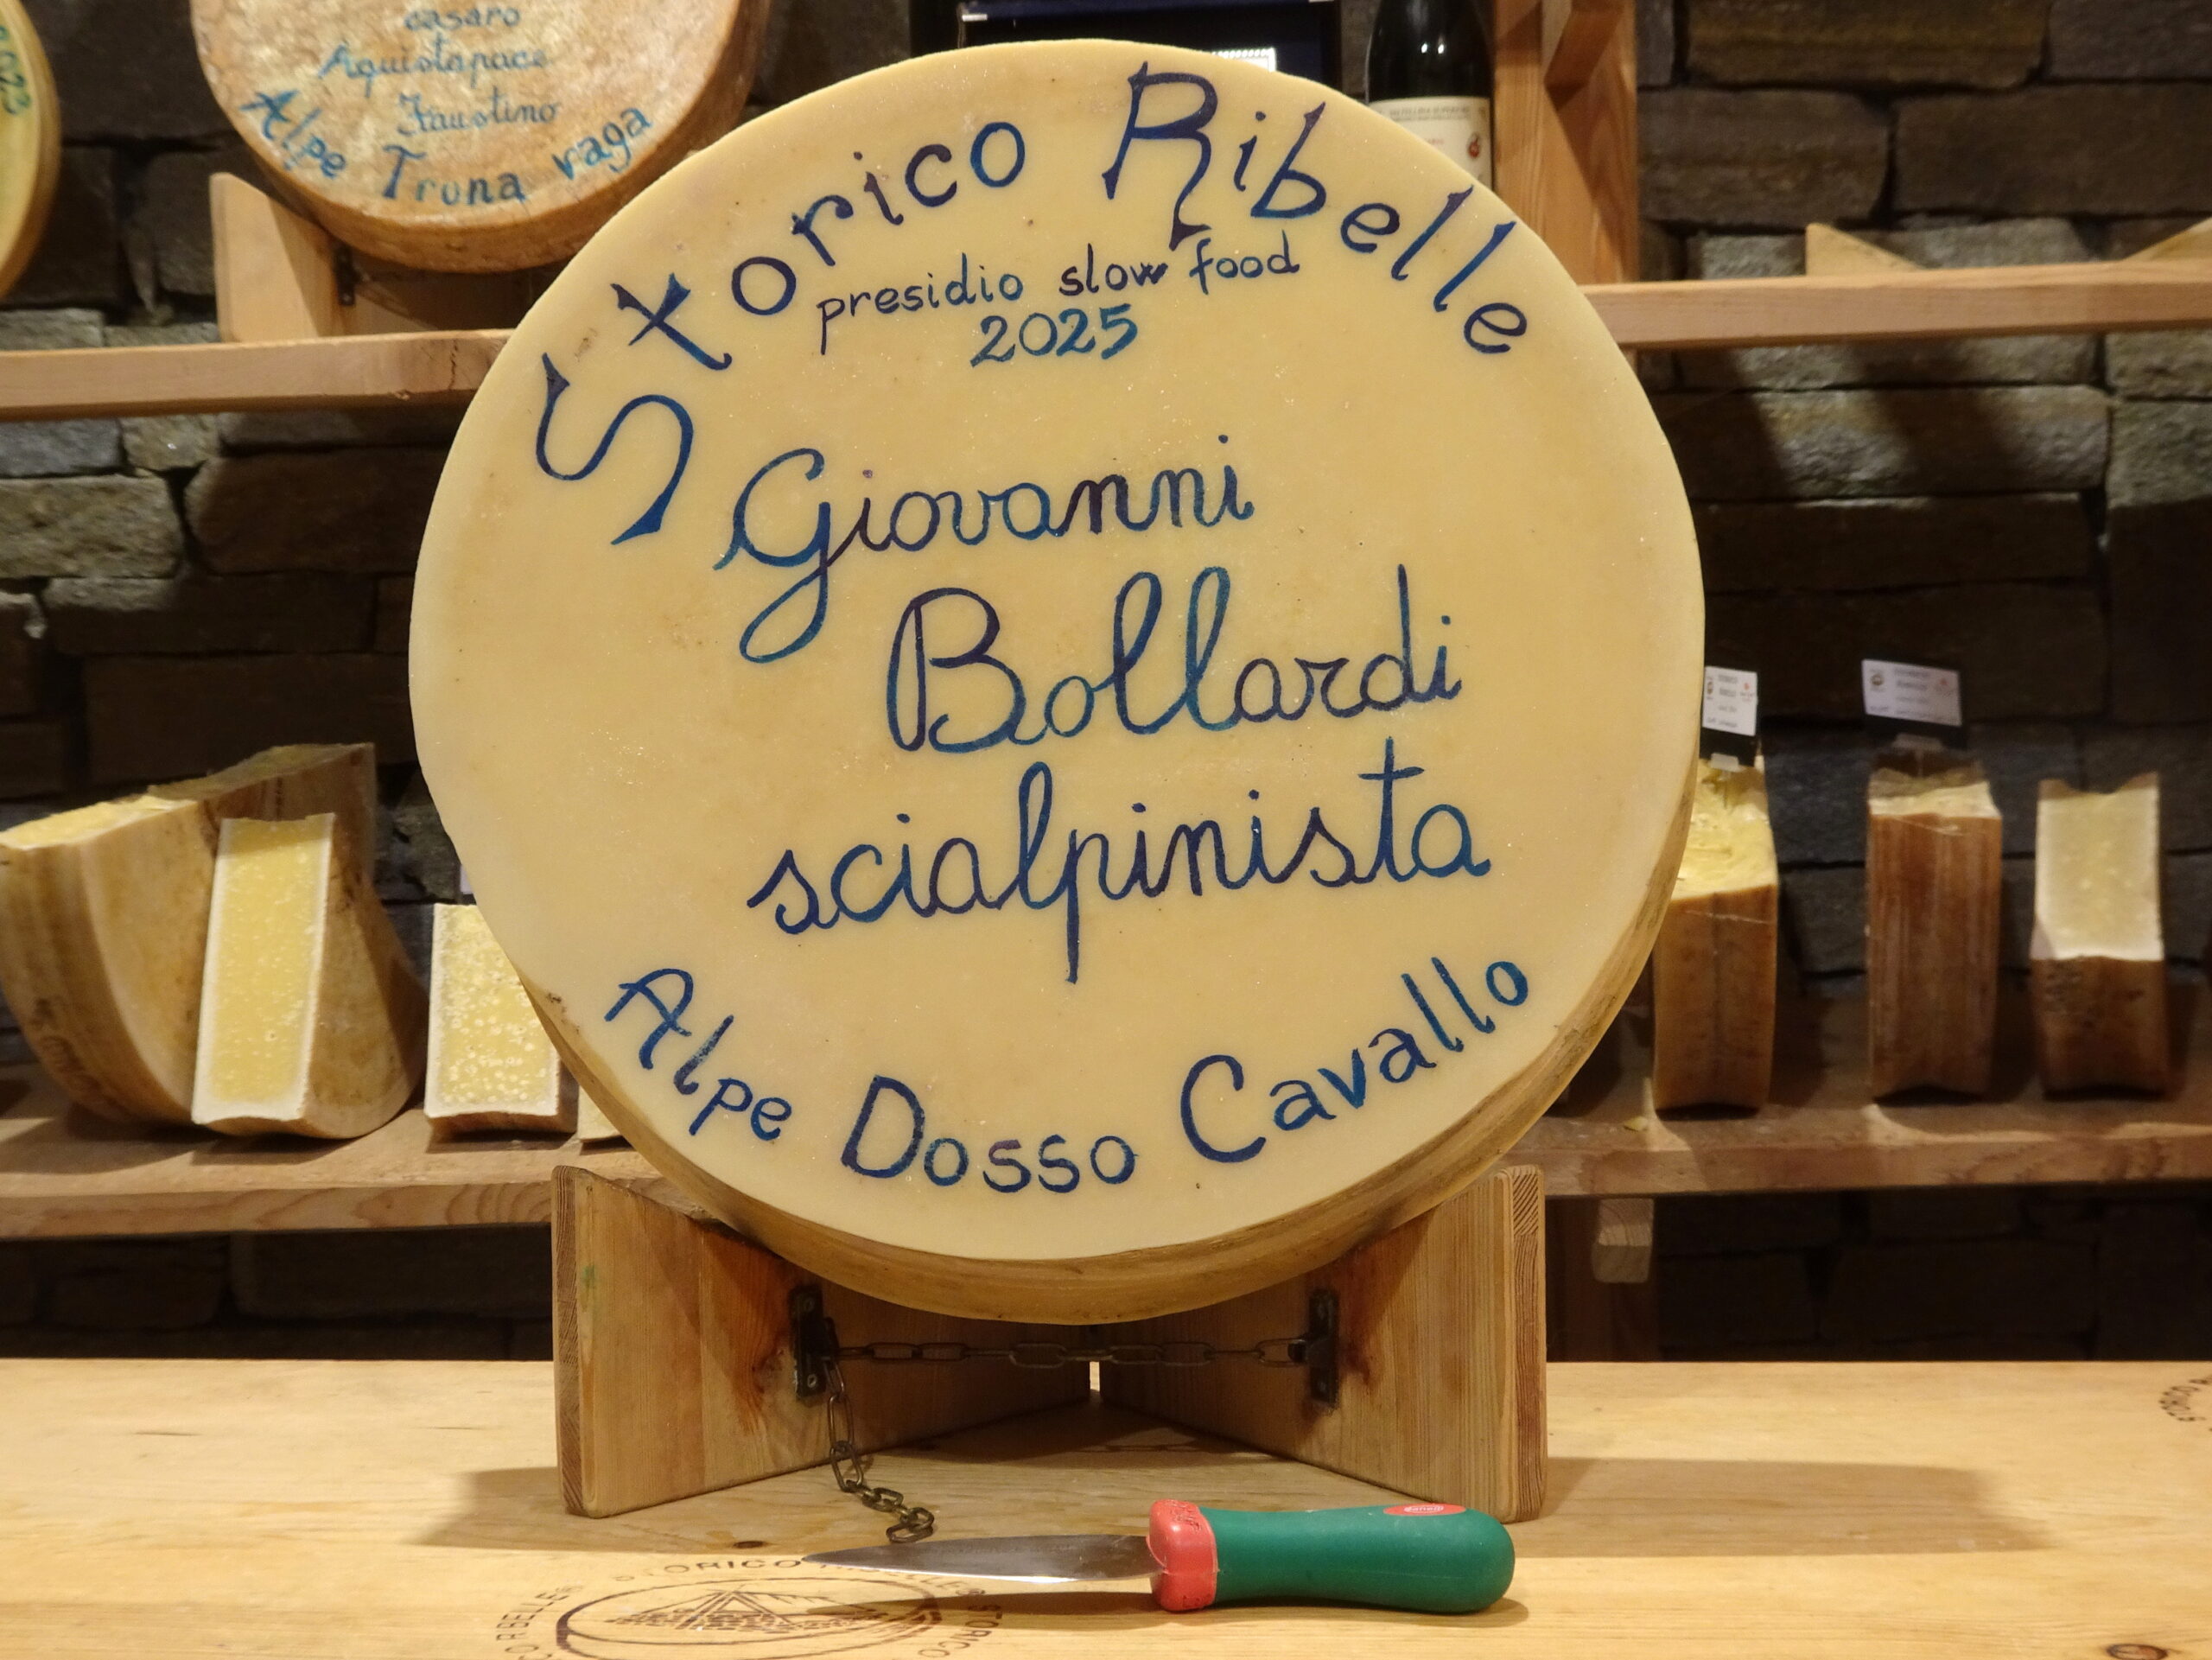 casaro
Aquistapace
Faustino
Alpe Trona vaga
Storico Ribelle
presidio slow food
2025
Giovanni
Bollardi
scialpinista
Alpe Dosso Cavallo
STORICO RIBELLE